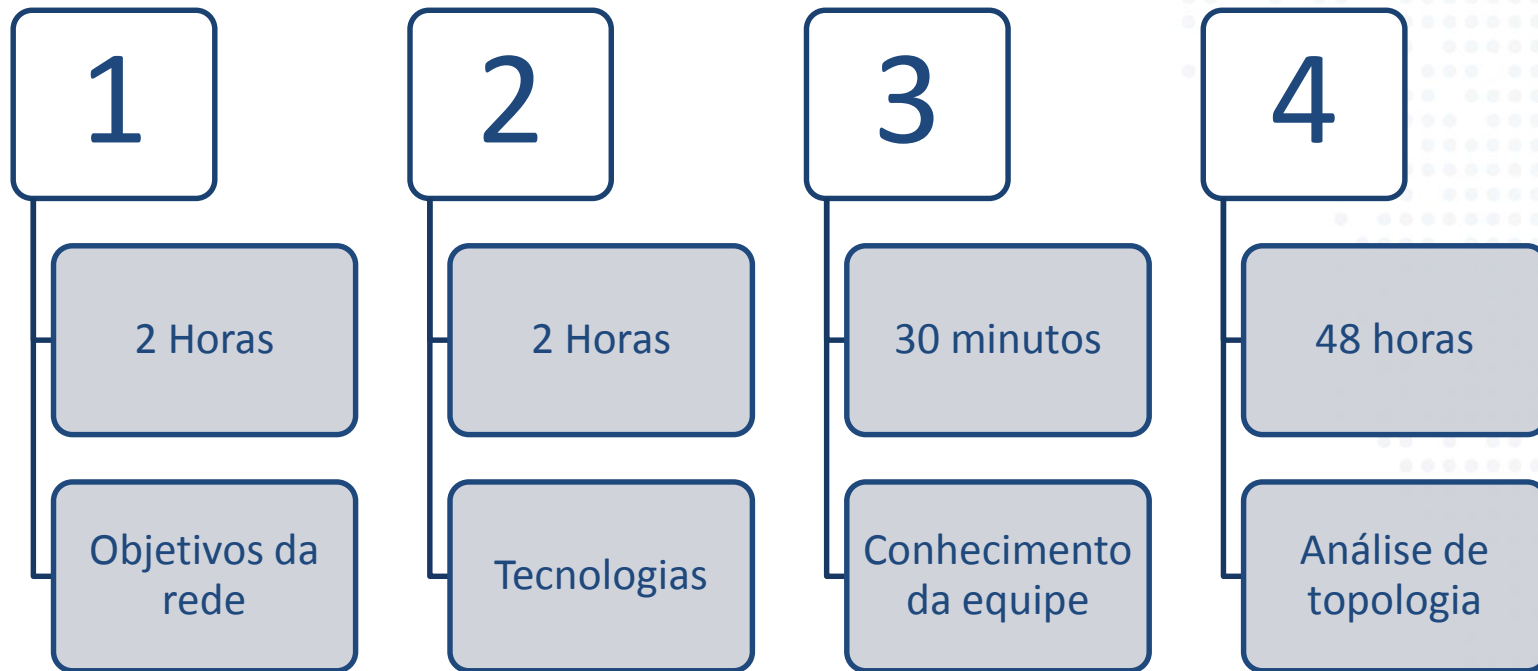 1
2 Horas
Objetivos da
rede
2
2 Horas
Tecnologias
3
30 minutos
Conhecimento
da equipe
4
48 horas
Análise de
topologia